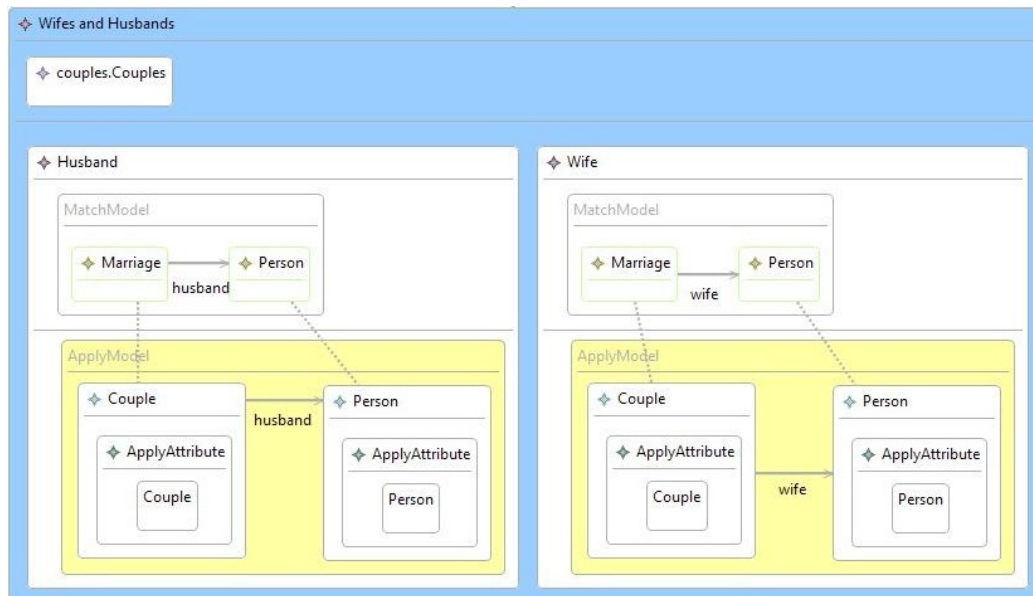 Wifes and Husbands
couples.Couples
Husband
MatchModel
Marriage
Person
husband
ApplyModel
Couple
Person
husband
ApplyAttribute
ApplyAttribute
Couple
Person
Wife
MatchModel
Marriage
Person
wife
ApplyModel
Couple
Person
ApplyAttribute
ApplyAttribute
wife
Couple
Person